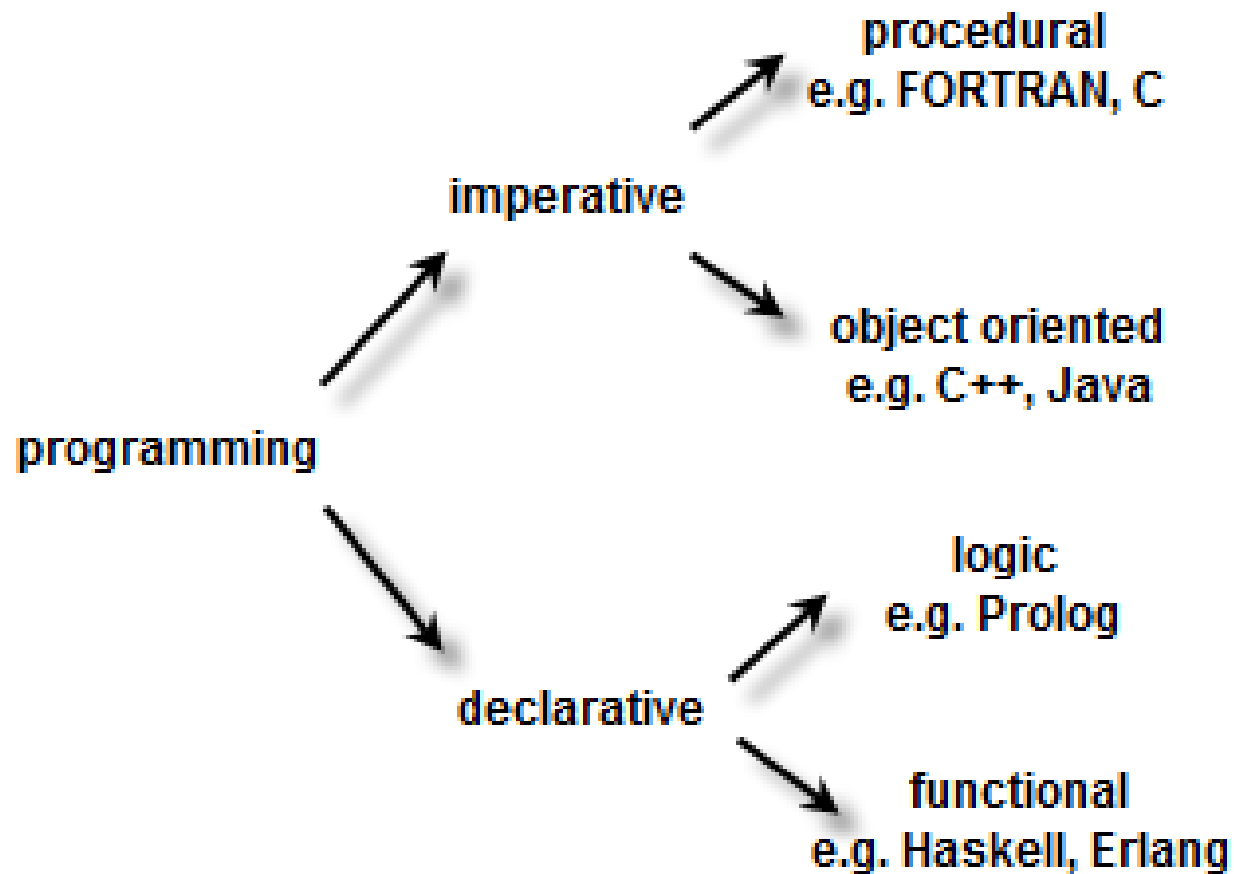 procedural
e.g. FORTRAN, C
imperative
object oriented
e.g. C++, Java
programming
logic
e.g. Prolog
declarative
functional
e.g. Haskell, Erlang